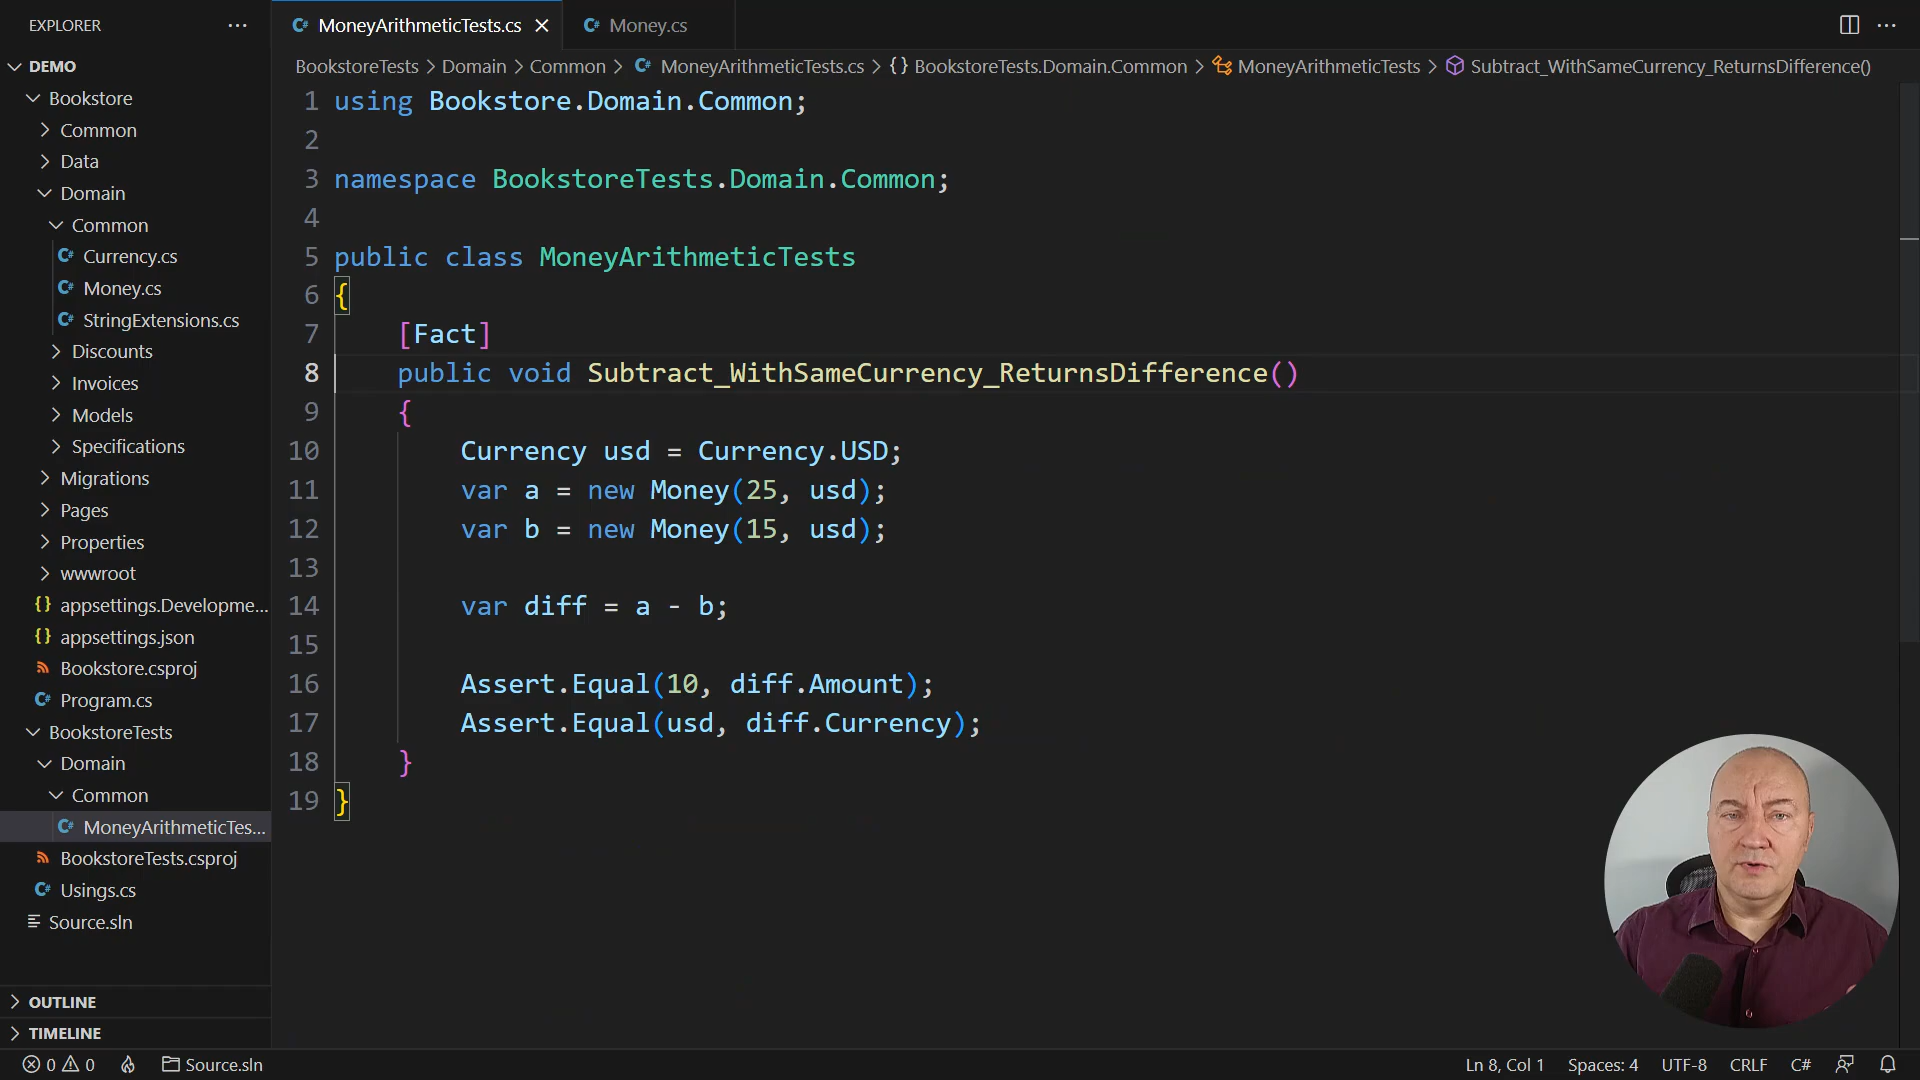 EXPLORER
DEMO
Bookstore
Common
Data
Domain
Common
C# Currency.cs
C# Money.cs
C# StringExtensions.cs
Discounts
Invoices
Models
Specifications
Migrations
Pages
Properties
wwwroot
{} appsettings.Developme...
{} appsettings.json
Bookstore.csproj
C# Program.cs
BookstoreTests
Domain
Common
C# MoneyArithmeticTes...
BookstoreTests.csproj
C# Usings.cs
Source.sln
OUTLINE
TIMELINE
C# MoneyArithmeticTests.cs
C# Money.cs
BookstoreTests > Domain > Common > C# MoneyArithmeticTests.cs > {} BookstoreTests.Domain.Common > MoneyArithmeticTests > Subtract_WithSameCurrency_ReturnsDifference()
1 using Bookstore.Domain.Common;
2
3 namespace BookstoreTests.Domain.Common;
4
5 public class MoneyArithmeticTests
6 {
7 [Fact]
8 public void Subtract_WithSameCurrency_ReturnsDifference()
9 {
10 Currency usd = Currency.USD;
11 var a = new Money(25, usd);
12 var b = new Money(15, usd);
13
14 var diff = a - b;
15
16 Assert.Equal(10, diff.Amount);
17 Assert.Equal(usd, diff.Currency);
18 }
19 }
0 0 Source.sln
Ln 8, Col 1 Spaces: 4 UTF-8 CRLF C#